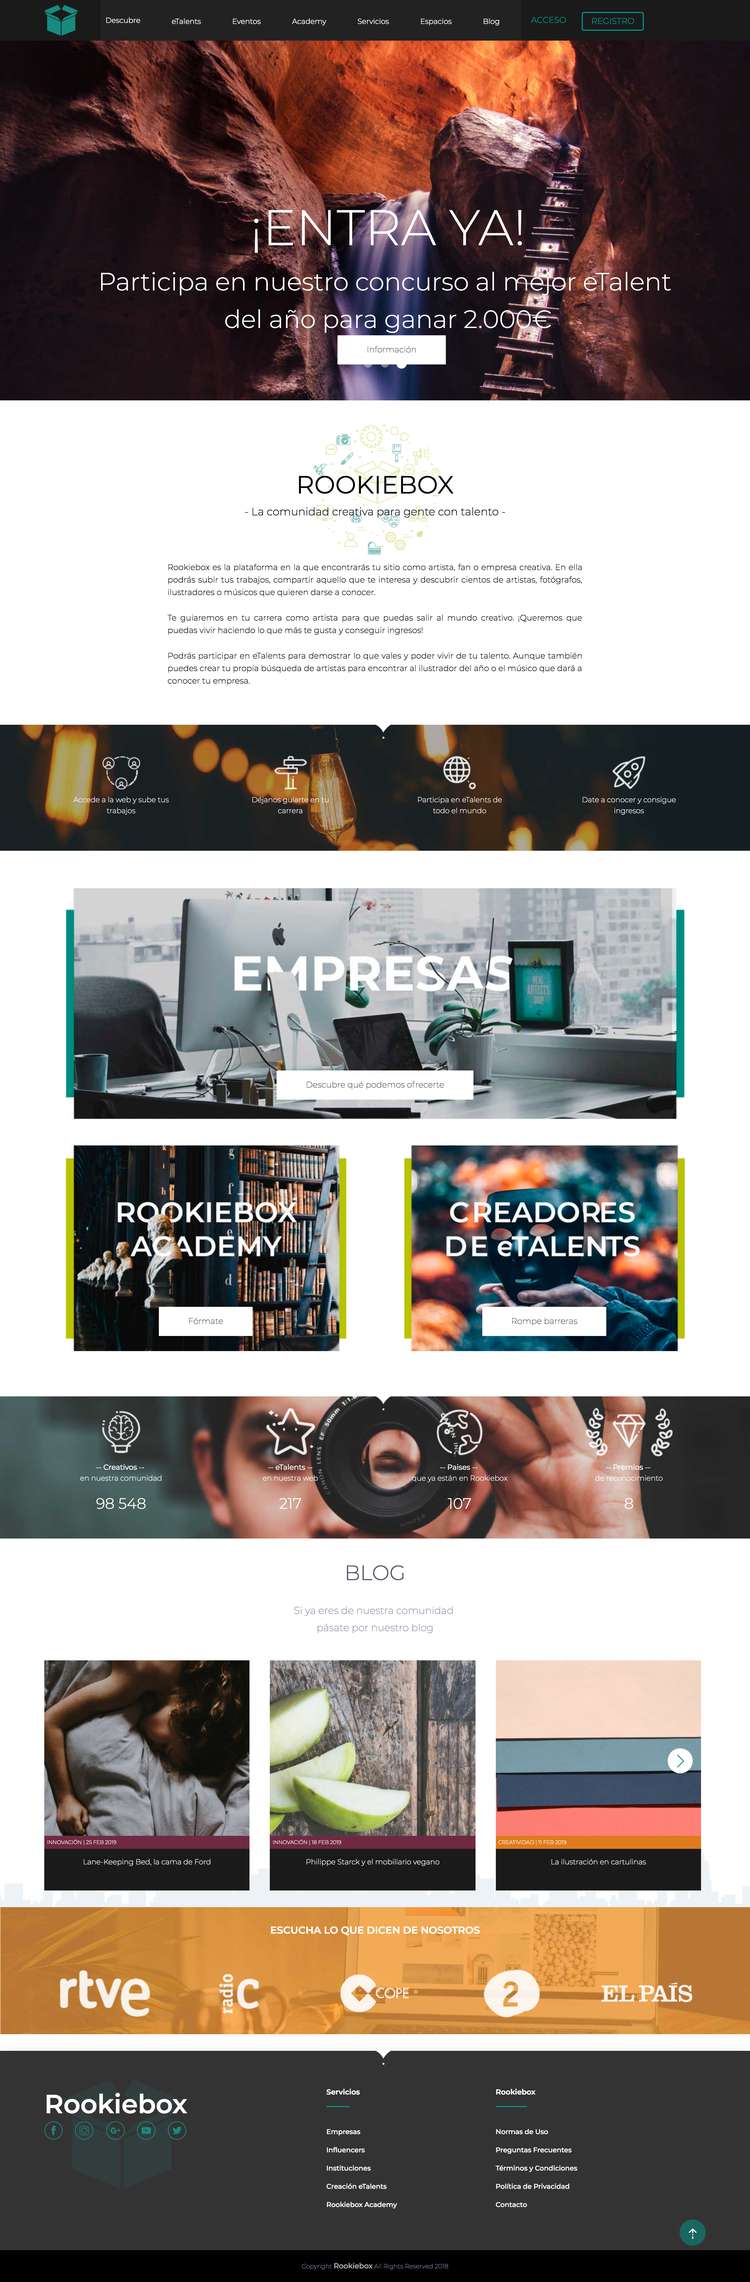 Descubre eTalents Eventos Academy Servicios Espacios Blog ACCESO REGISTRO
¡ENTRA YA!
Participa en nuestro concurso al mejor eTalent
del año para ganar 2.000€
Información
ROOKIEBOX
- La comunidad creativa para gente con talento -
Rookiebox es la plataforma en la que encontrarás tu sitio como artista, fan o empresa creativa. En ella
podrás subir tus trabajos, compartir aquello que te interesa y descubrir cientos de artistas, fotógrafos,
ilustradores o músicos que quieren darse a conocer.
Te guiaremos en tu carrera como artista para que puedas salir al mundo creativo. ¡Queremos que
puedas vivir haciendo lo que más te gusta y conseguir ingresos!
Podrás participar en eTalents para demostrar lo que vales y poder vivir de tu talento. Aunque también
puedes crear tu propia búsqueda de artistas para encontrar al ilustrador del año o el músico que dará a
conocer tu empresa.
Accede a la web y sube tus
trabajos
Déjanos guiarte en tu
carrera
Participa en eTalents de
todo el mundo
Date a conocer y consigue
ingresos
EMPRESAS
Descubre qué podemos ofrecerte
ROOKIEBOX
ACADEMY
Fórmate
CREADORES
DE eTALENTS
Rompe barreras
-- Creativos --
en nuestra comunidad
98 548
-- eTalents --
en nuestra web
217
-- Paises --
que ya están en Rookiebox
107
-- Premios --
de reconocimiento
8
BLOG
Si ya eres de nuestra comunidad
pásate por nuestro blog
INNOVACIÓN | 25 FEB 2019
Lane-Keeping Bed, la cama de Ford
INNOVACIÓN | 18 FEB 2019
Philippe Starck y el mobiliario vegano
CREATIVIDAD | 11 FEB 2019
La ilustración en cartulinas
ESCUCHA LO QUE DICEN DE NOSOTROS
rtve
radio C
COPE
2
EL PAÍS
Rookiebox
Servicios
Empresas
Influencers
Instituciones
Creación eTalents
Rookiebox Academy
Rookiebox
Normas de Uso
Preguntas Frecuentes
Términos y Condiciones
Política de Privacidad
Contacto
Copyright Rookiebox All Rights Reserved 2018